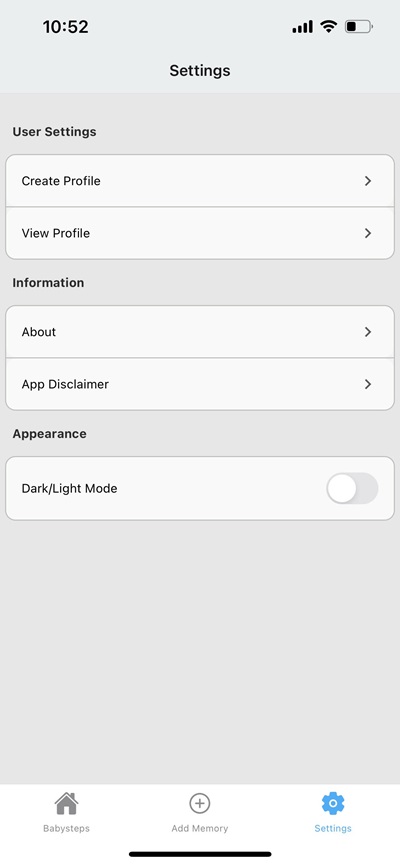 10:52
Settings
User Settings
Create Profile
View Profile
Information
About
App Disclaimer
Appearance
Dark/Light Mode
Babysteps
Add Memory
Settings